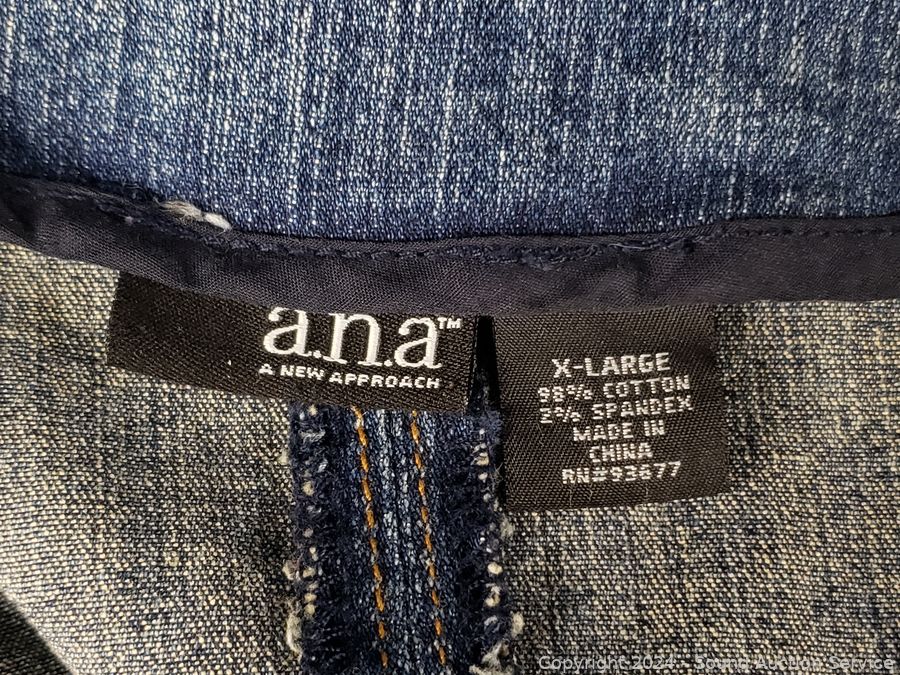 a.n.a™
A NEW APPROACH
X-LARGE
98% COTTON
2% SPANDEX
MADE IN
CHINA
RN#93677
Copyright 2024 - Sound Auction Service